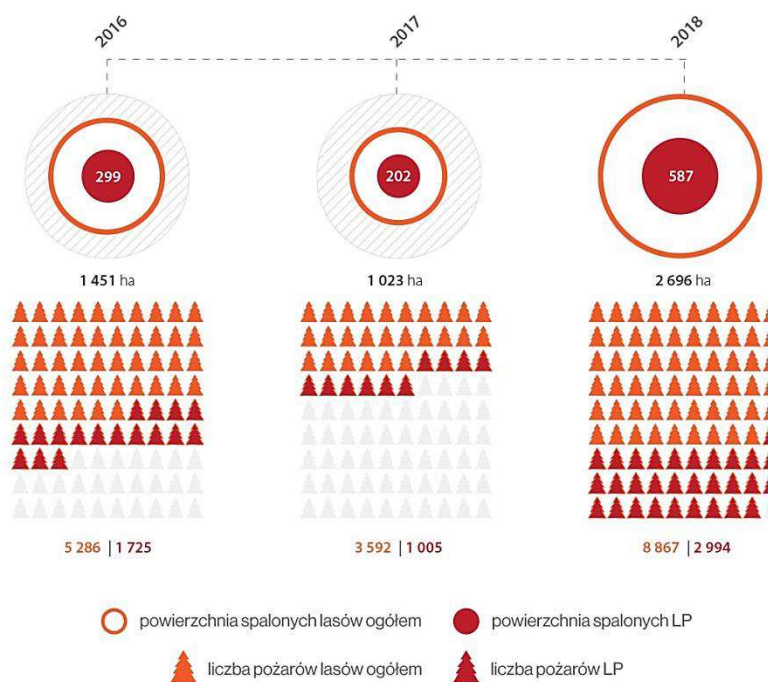 2016 2017 2018
299 202 587
1 451 ha 1 023 ha 2 696 ha
5 286 | 1 725 3 592 | 1 005 8 867 | 2 994
powierzchnia spalonych lasów ogółem powierzchnia spalonych LP
liczba pożarów lasów ogółem liczba pożarów LP